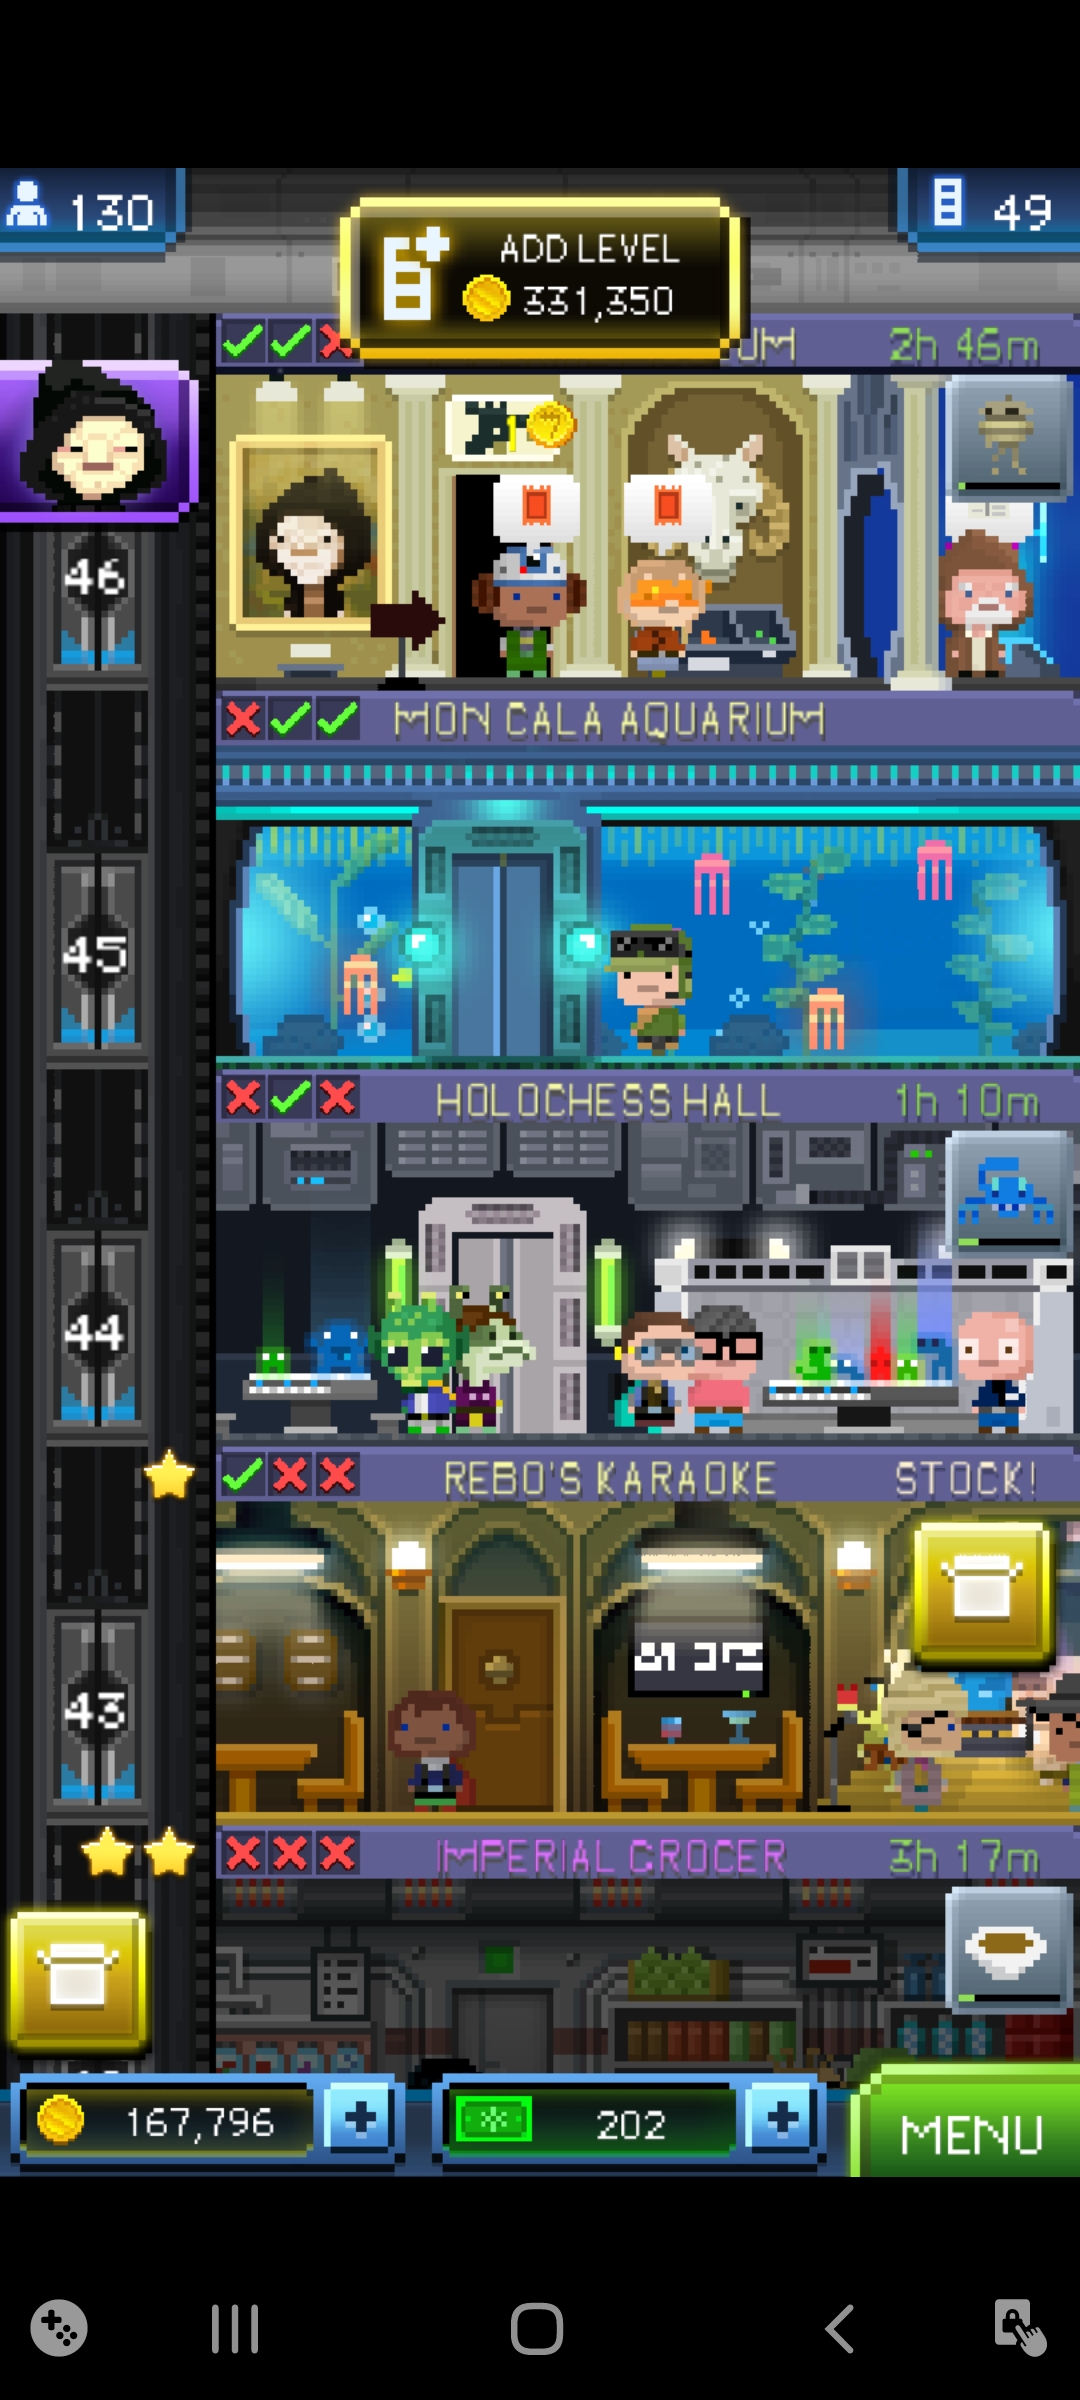 130
ADD LEVEL
331,350
49
UM
2h 46m
46
MON CALA AQUARIUM
45
HOLOCHESS HALL
1h 10m
44
REBO'S KARAOKE
STOCK!
43
IMPERIAL GROCER
3h 17m
167,796
202
MENU